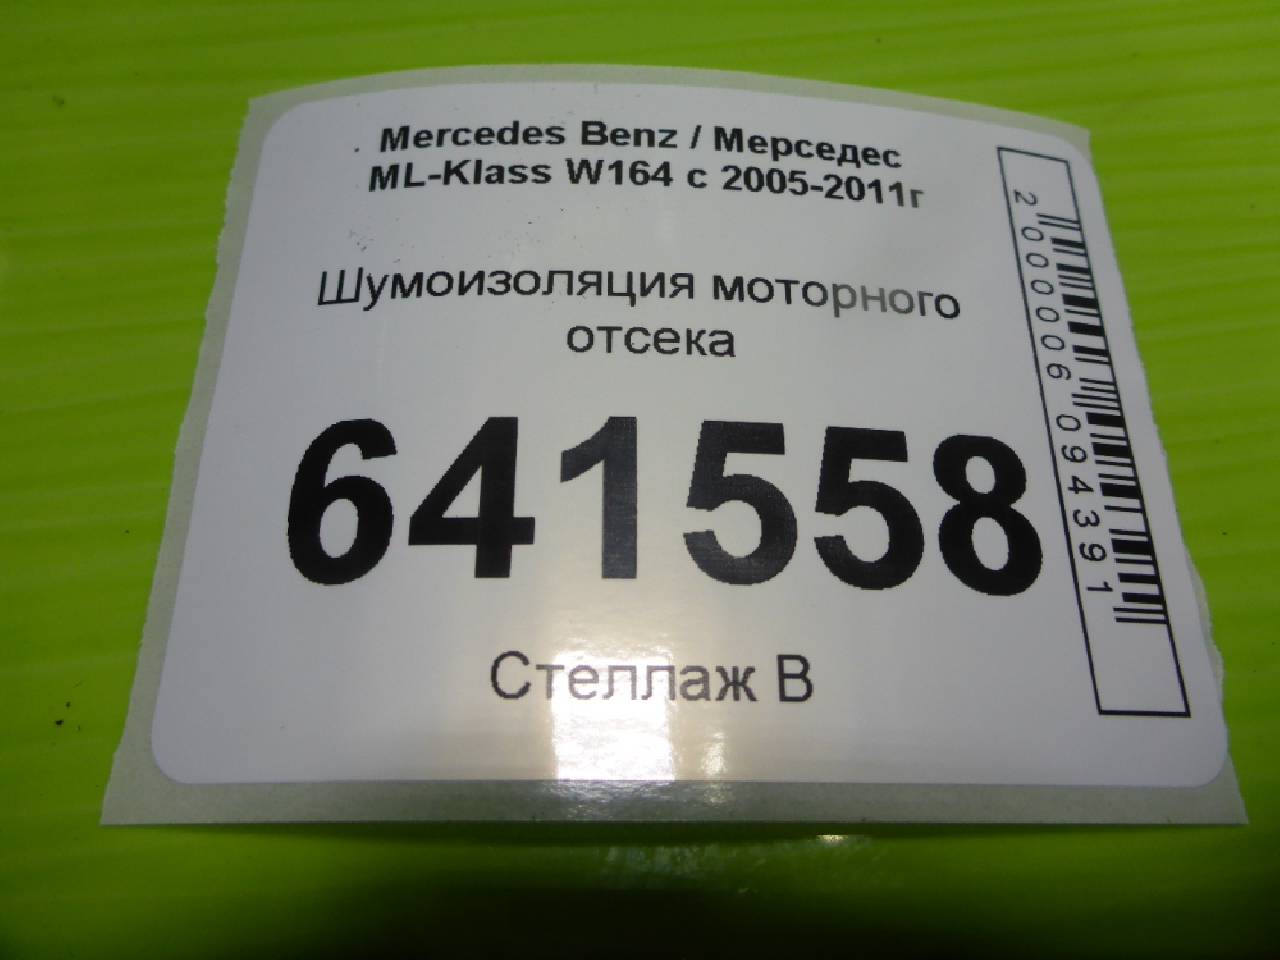 Mercedes Benz / Мерседес
ML-Klass W164 с 2005-2011г
Шумоизоляция моторного
отсека
641558
Стеллаж В
2000006094391